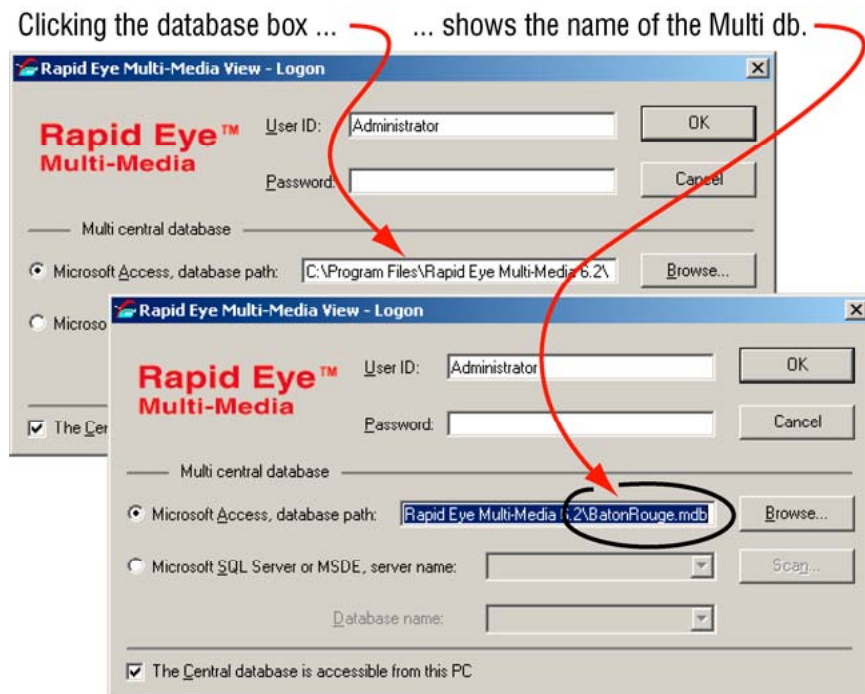 Clicking the database box ... ... shows the name of the Multi db.
Rapid Eye Multi-Media View - Logon
Rapid Eye™
Multi-Media
User ID: Administrator
OK
Password:
Cancel
Multi central database
Microsoft Access, database path: C:\Program Files\Rapid Eye Multi-Media 6.2\
Browse...
Microso
The Cen
Rapid Eye Multi-Media View - Logon
Rapid Eye™
Multi-Media
User ID: Administrator
OK
Password:
Cancel
Multi central database
Microsoft Access, database path: Rapid Eye Multi-Media 6.2\BatonRouge.mdb
Browse...
Microsoft SQL Server or MSDE, server name:
Scan...
Database name:
The Central database is accessible from this PC